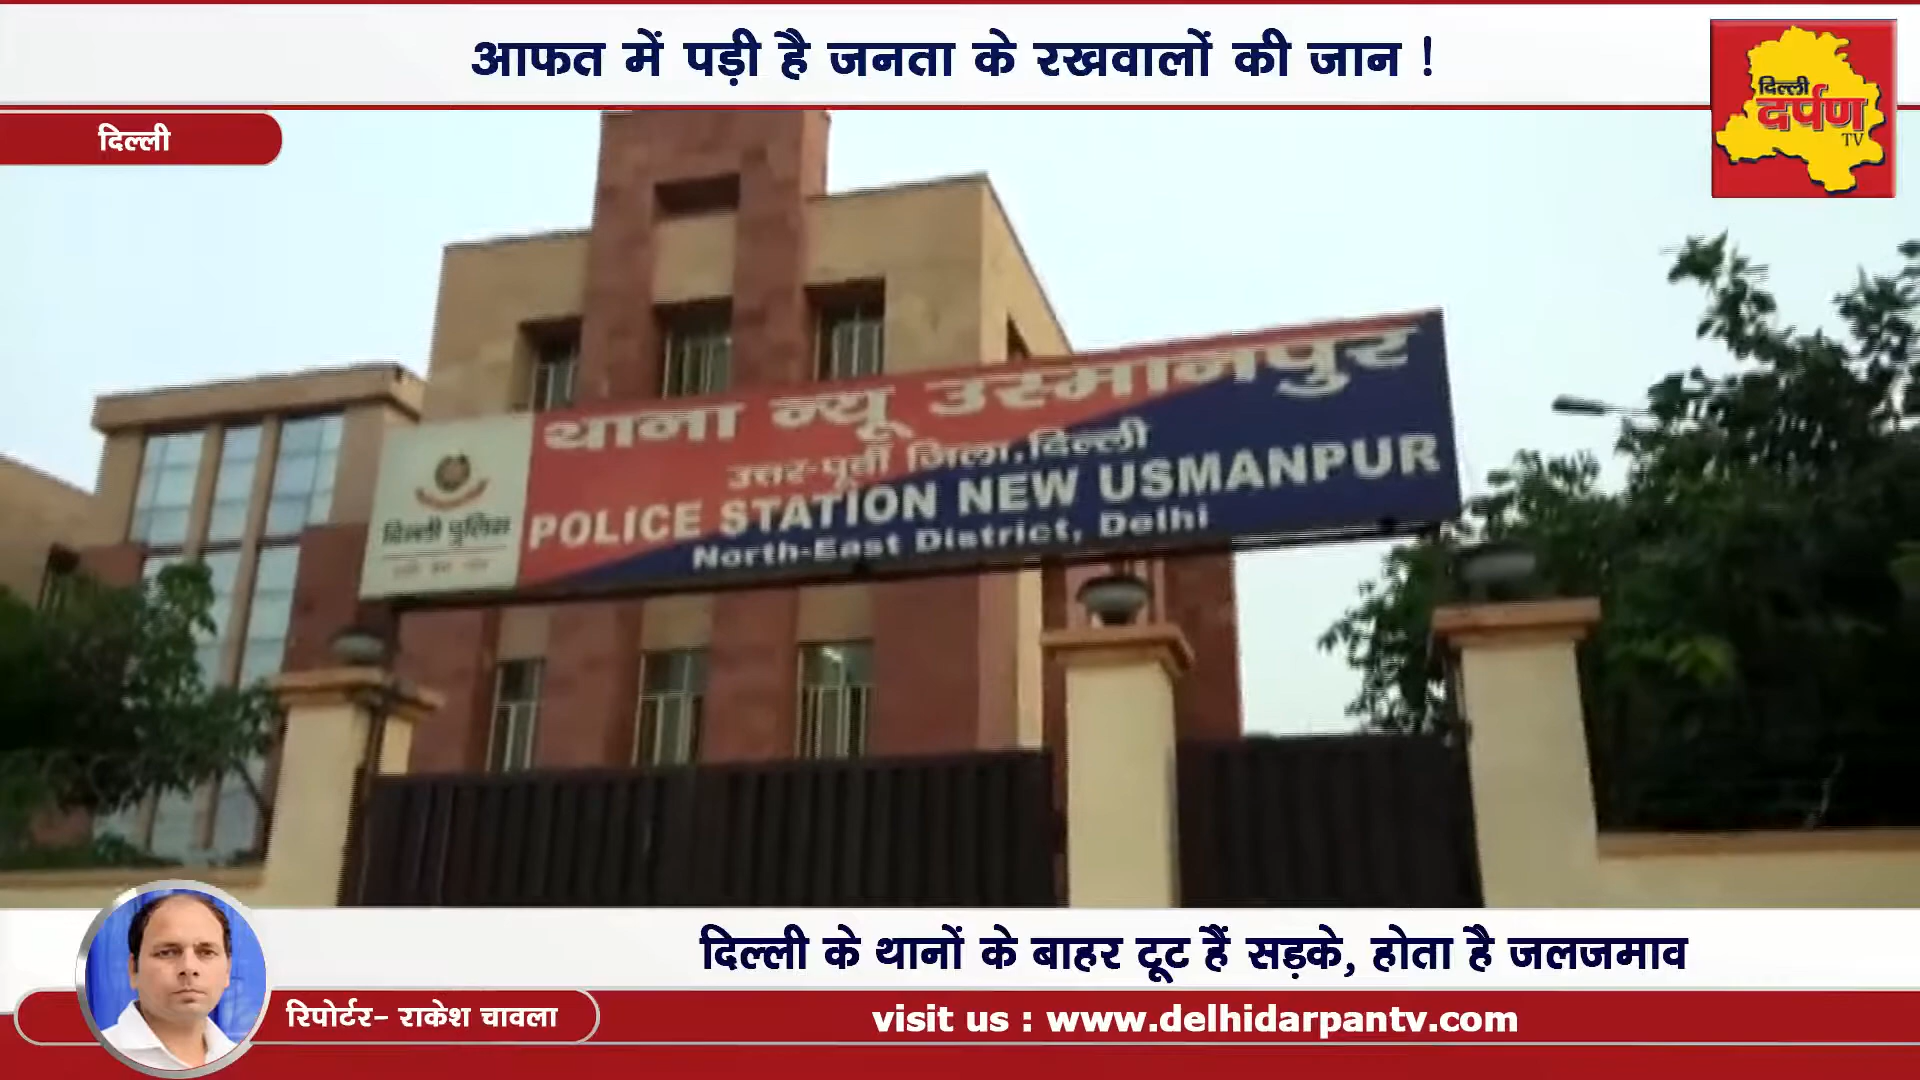 आफत में पड़ी है जनता के रखवालों की जान !
दिल्ली
दर्पण
TV
दिल्ली
थाना न्यू उस्मानपुर
उत्तर-पूर्वी जिला, दिल्ली
POLICE STATION NEW USMANPUR
North-East District, Delhi
दिल्ली पुलिस
दिल्ली के थानों के बाहर टूट हैं सड़के, होता है जलजमाव
रिपोर्टर- राकेश चावला
visit us : www.delhidarpantv.com